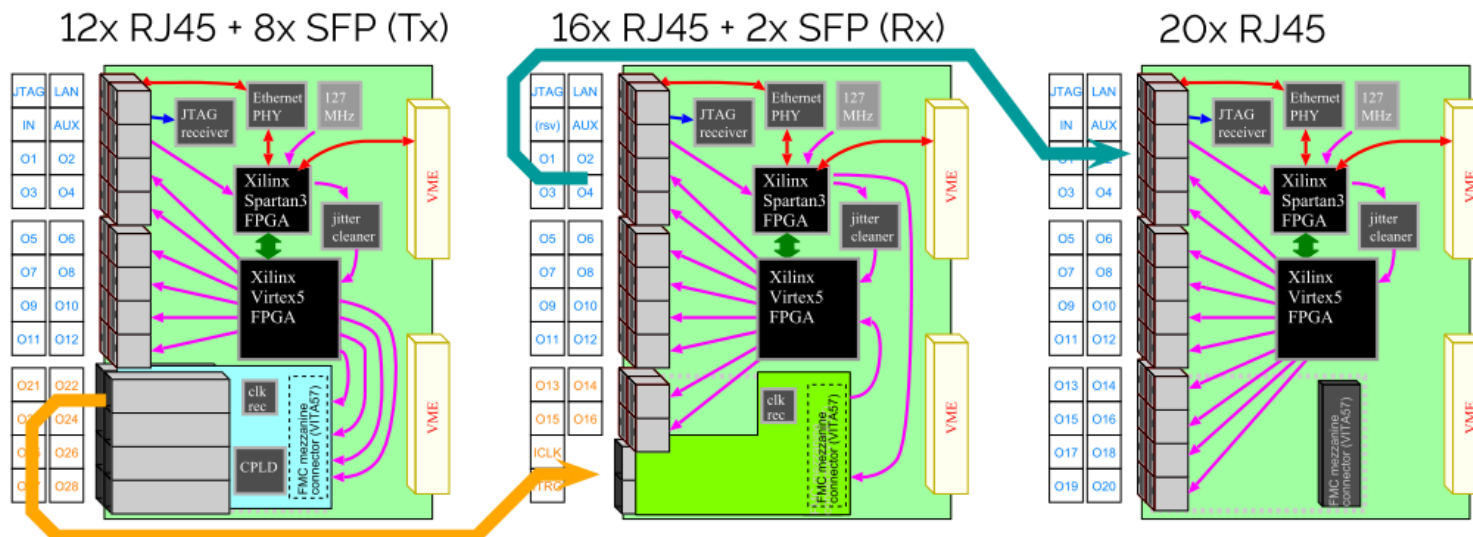 12x RJ45 + 8x SFP (Tx)
JTAG LAN
IN AUX
O1 O2
O3 O4
O5 O6
O7 O8
O9 O10
O11 O12
O21 O22
O24
O26
O28
JTAG
receiver
Ethernet
PHY
127
MHz
Xilinx
Spartan3
FPGA
jitter
cleaner
Xilinx
Virtex5
FPGA
clk
rec
CPLD
FMC mezzanine
connector (VITA57)
VME
VME
16x RJ45 + 2x SFP (Rx)
JTAG LAN
(rsv) AUX
O1 O2
O3 O4
O5 O6
O7 O8
O9 O10
O11 O12
O13 O14
O15 O16
ICLK
JTAG
receiver
Ethernet
PHY
127
MHz
Xilinx
Spartan3
FPGA
jitter
cleaner
Xilinx
Virtex5
FPGA
clk
rec
FMC mezzanine
connector (VITA57)
VME
VME
20x RJ45
JTAG LAN
IN AUX
O3 O4
O5 O6
O7 O8
O9 O10
O11 O12
O13 O14
O15 O16
O17 O18
O19 O20
JTAG
receiver
Ethernet
PHY
127
MHz
Xilinx
Spartan3
FPGA
jitter
cleaner
Xilinx
Virtex5
FPGA
FMC mezzanine
connector (VITA57)
VME
VME